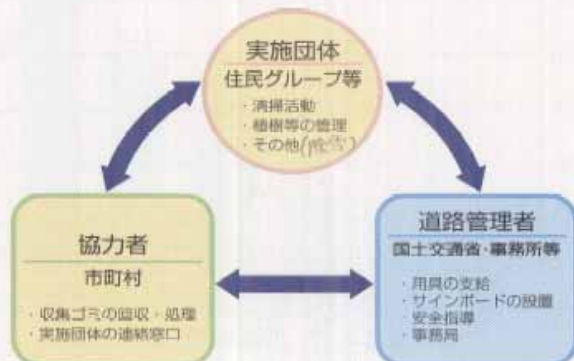 実施団体
住民グループ等
・清掃活動
・植樹等の管理
・その他(除雪)
協力者
市町村
・収集ゴミの回収・処理
・実施団体の連絡窓口
道路管理者
国土交通省・事務所等
・用具の支給
・サインボードの設置
・安全指導
・事務局